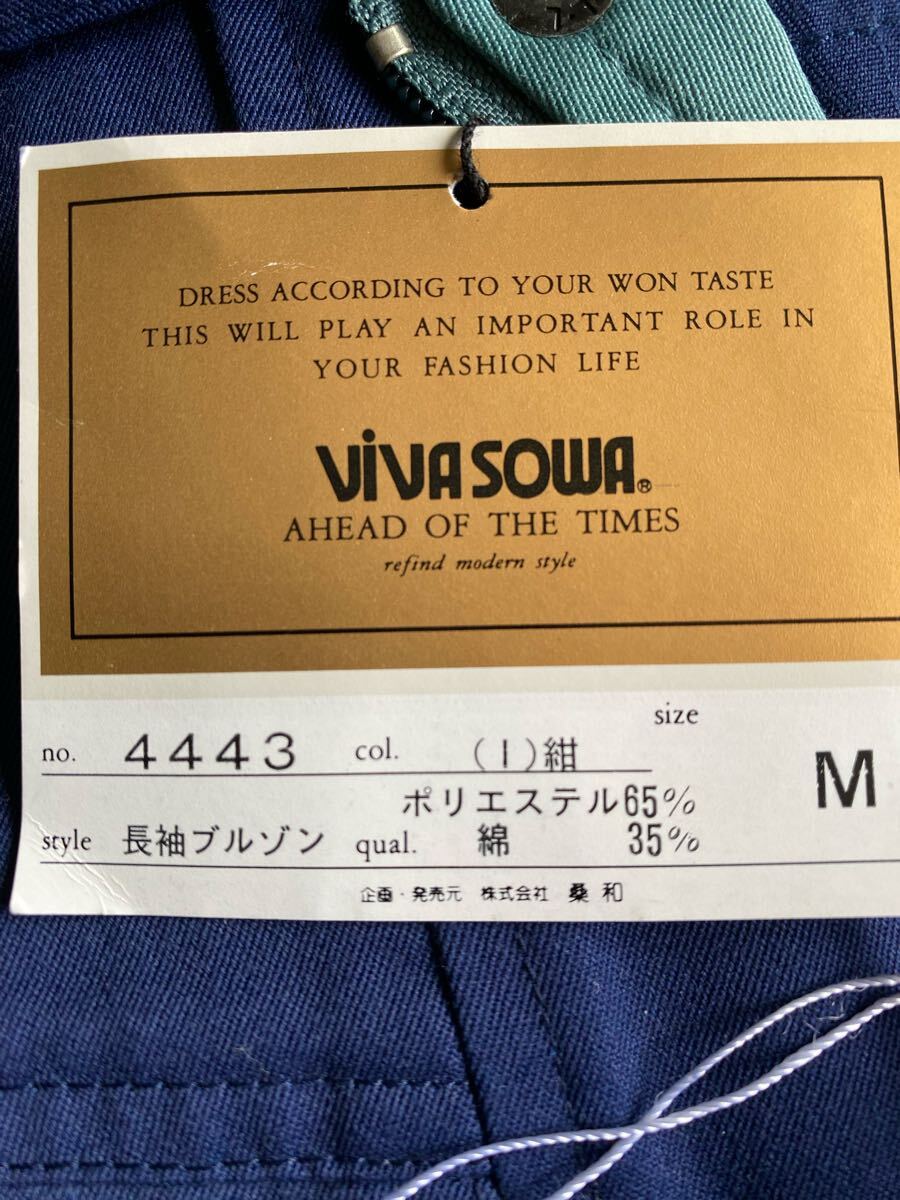 DRESS ACCORDING TO YOUR WON TASTE
THIS WILL PLAY AN IMPORTANT ROLE IN
YOUR FASHION LIFE
ViVA SOWA®
AHEAD OF THE TIMES
refind modern style
size
no. 4443 col. (1)紺
M
ポリエステル65%
style 長袖ブルゾン qual. 綿 35%
企画・発売元 株式会社 桑和